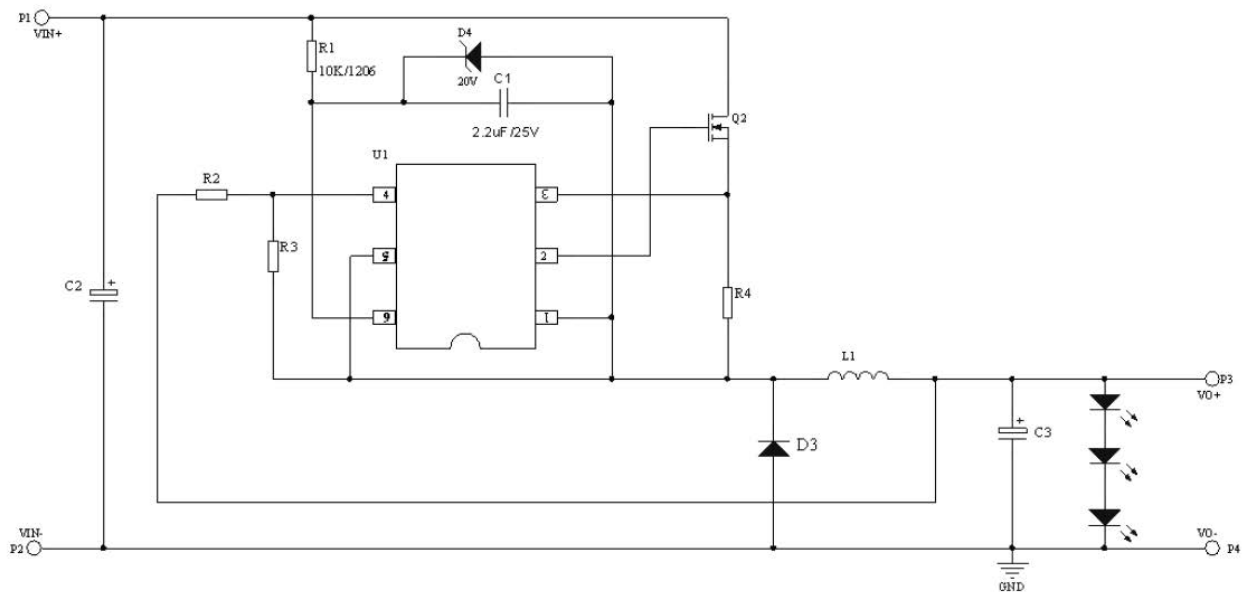 P1
VIN+
R1
10K/1206
D4
20V
C1
2.2uF/25V
Q2
U1
R2
4
3
R3
5
2
C2
+
R4
6
1
L1
P3
VO+
+
C3
D3
VIN-
P2
VO-
P4
GND